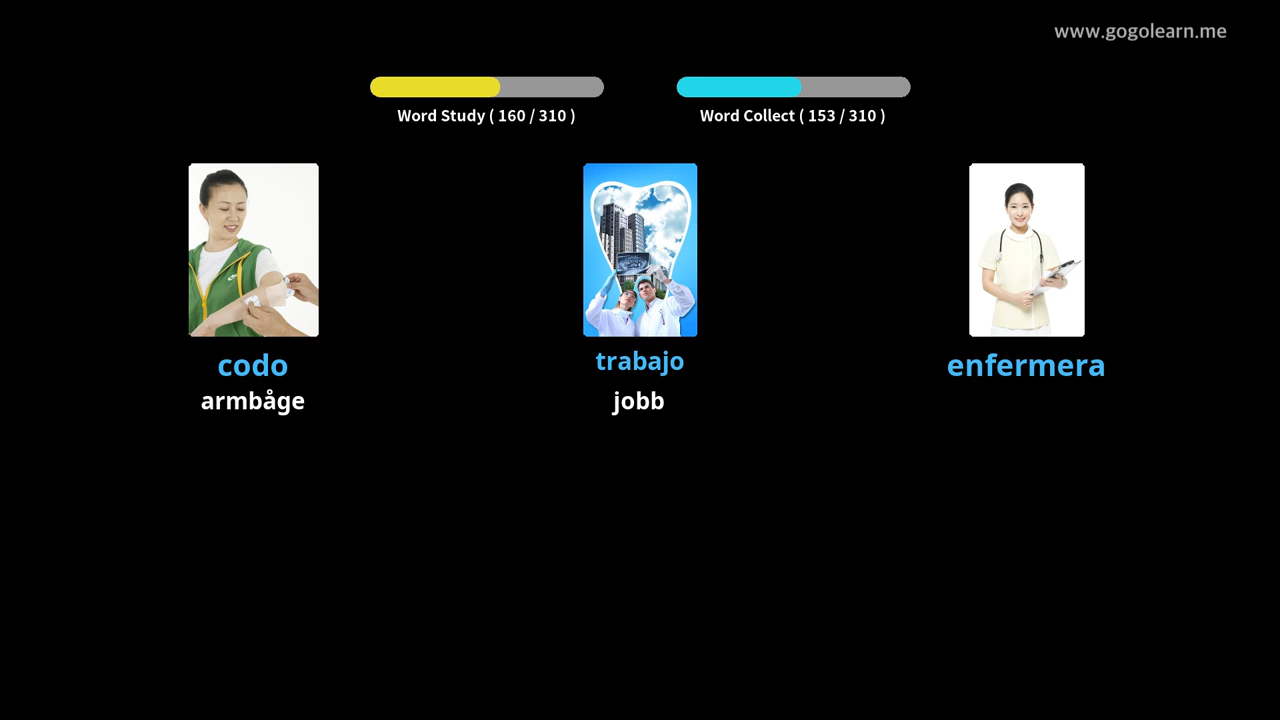 www.gogolearn.me
Word Study ( 160 / 310 )
Word Collect ( 153 / 310 )
codo
trabajo
enfermera
armbåge
jobb